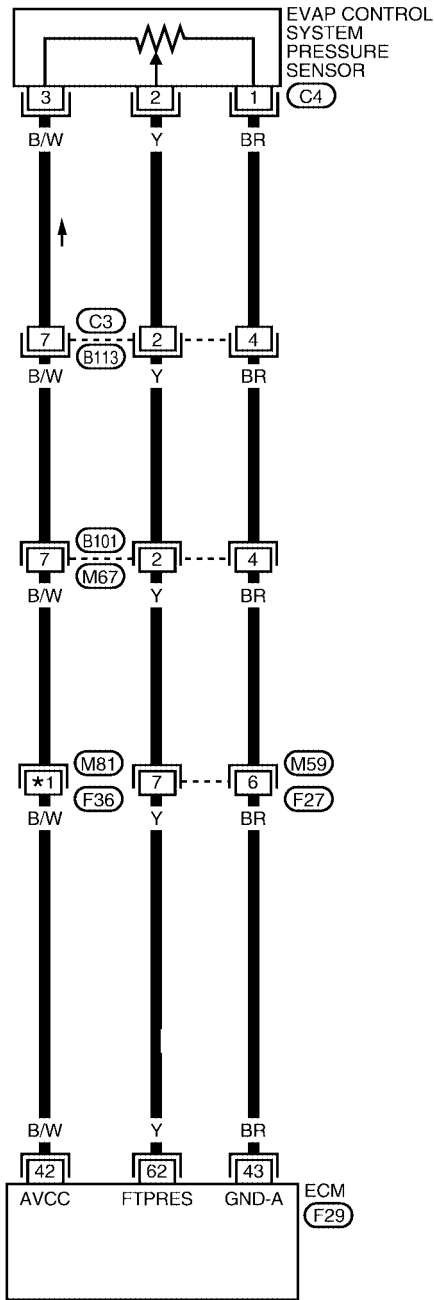 EVAP CONTROL
SYSTEM
PRESSURE
SENSOR
3 2 1 C4
B/W Y BR
C3
7 2 4
B113
B/W Y BR
B101
7 2 4
M67
B/W Y BR
M81 M59
★1 7 6
F36 F27
B/W Y BR
B/W Y BR
42 62 43
AVCC FTPRES GND-A ECM
F29